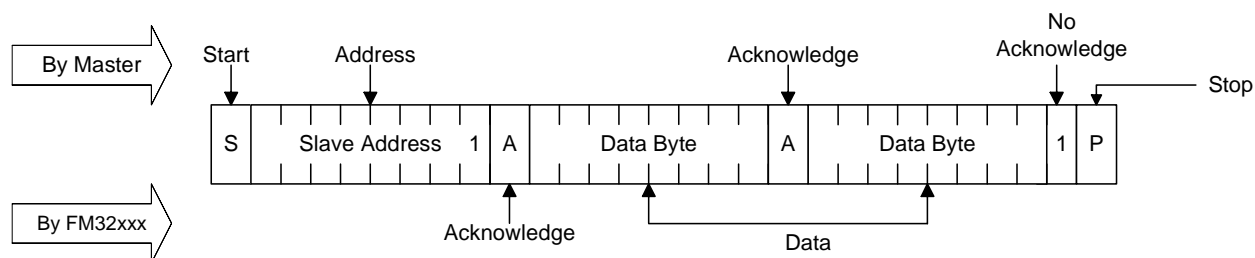 No
Acknowledge
By Master
Start
Address
Acknowledge
Stop
S
Slave Address 1
A
Data Byte
A
Data Byte
1
P
By FM32xxx
Acknowledge
Data